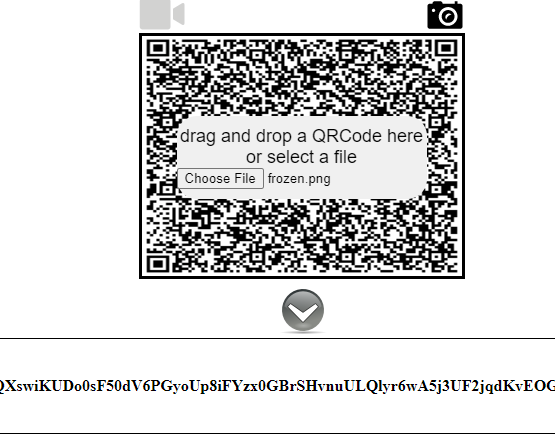 drag and drop a QRCode here
or select a file
Choose File frozen.png
QXswiKUDo0sF50dV6PGyoUp8iFYzx0GBrSHvnuULQlyr6wA5j3UF2jqdKvEOG